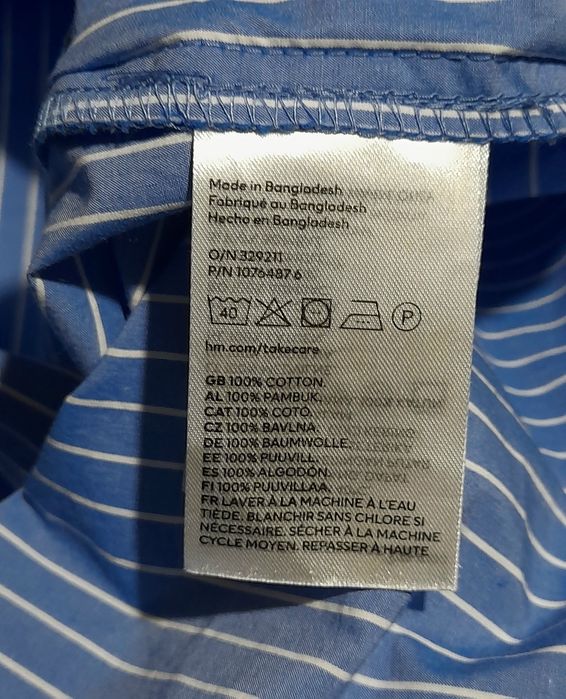 Made in Bangladesh
Fabriqué au Bangladesh
Hecho en Bangladesh
O/N 329211
P/N 1076487 6
40 P
hm.com/takecare
GB 100% COTTON.
AL 100% PAMBUK.
CAT 100% COTÓ.
CZ 100% BAVLNA.
DE 100% BAUMWOLLE.
EE 100% PUUVILL.
ES 100% ALGODÓN.
FI 100% PUUVILLAA.
FR LAVER À LA MACHINE À L'EAU
TIÈDE. BLANCHIR SANS CHLORE SI
NÉCESSAIRE. SÉCHER À LA MACHINE
CYCLE MOYEN. REPASSER À HAUTE